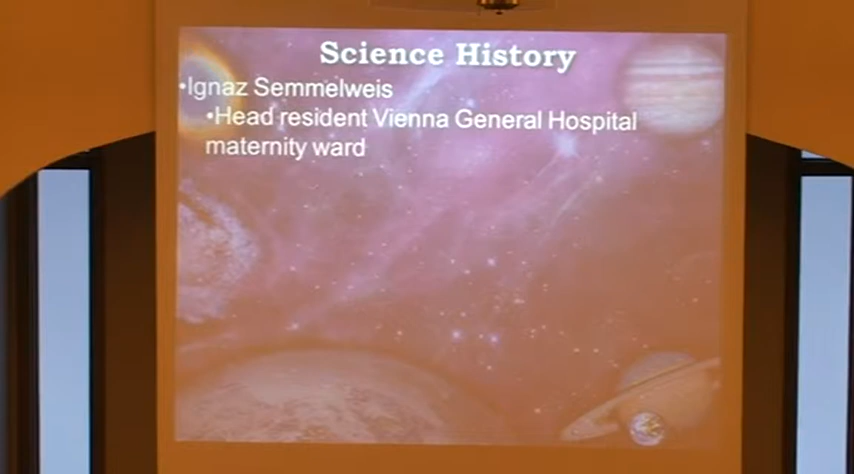 Science History
•Ignaz Semmelweis
•Head resident Vienna General Hospital
maternity ward